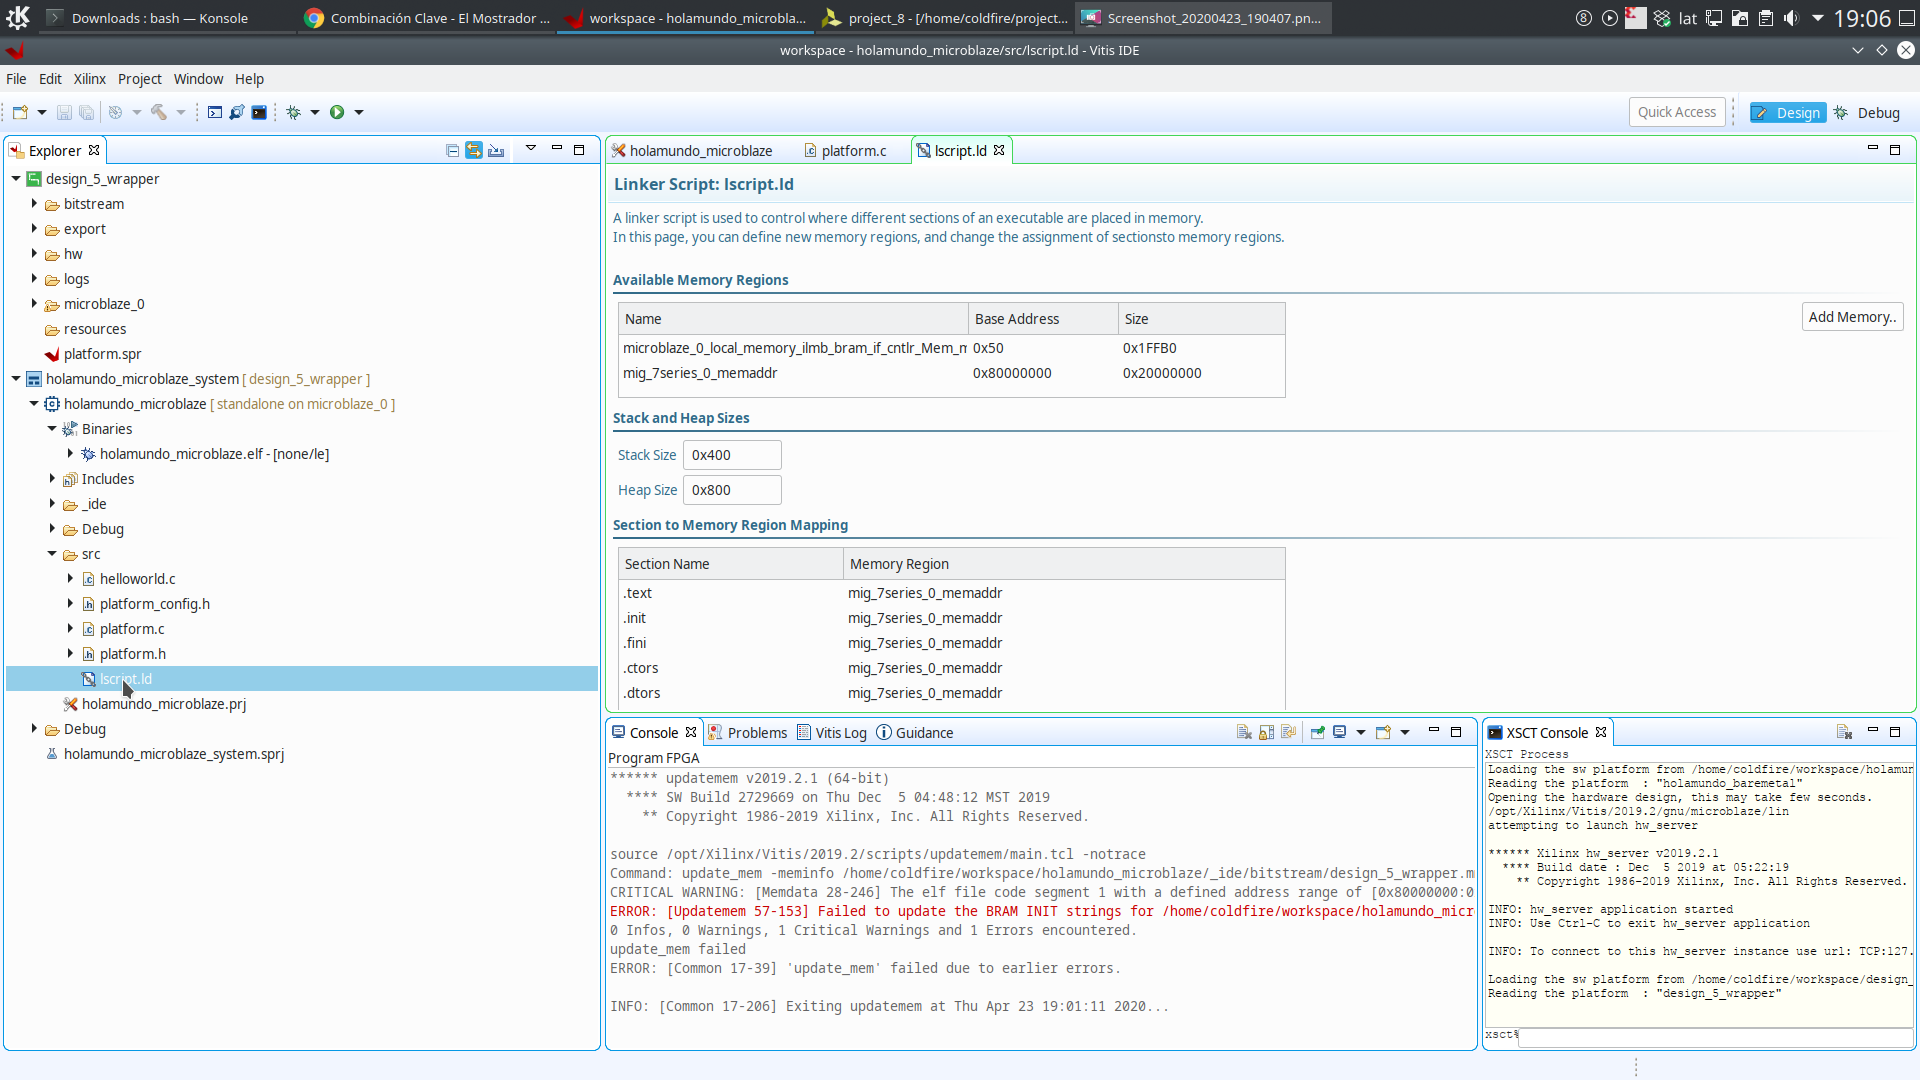 Downloads : bash — Konsole
Combinación Clave - El Mostrador ...
workspace - holamundo_microbla...
project_8 - [/home/coldfire/project...
Screenshot_20200423_190407.pn...
8
lat
19:06
workspace - holamundo_microblaze/src/lscript.ld - Vitis IDE
File Edit Xilinx Project Window Help
Quick Access
Design
Debug
Explorer
design_5_wrapper
bitstream
export
hw
logs
microblaze_0
resources
platform.spr
holamundo_microblaze_system [ design_5_wrapper ]
holamundo_microblaze [ standalone on microblaze_0 ]
Binaries
holamundo_microblaze.elf - [none/le]
Includes
_ide
Debug
src
helloworld.c
platform_config.h
platform.c
platform.h
lscript.ld
holamundo_microblaze.prj
Debug
holamundo_microblaze_system.sprj
holamundo_microblaze
platform.c
lscript.ld
Linker Script: lscript.ld
A linker script is used to control where different sections of an executable are placed in memory.
In this page, you can define new memory regions, and change the assignment of sectionsto memory regions.
Available Memory Regions
Name Base Address Size
microblaze_0_local_memory_ilmb_bram_if_cntlr_Mem_m 0x50 0x1FFB0
mig_7series_0_memaddr 0x80000000 0x20000000
Add Memory..
Stack and Heap Sizes
Stack Size 0x400
Heap Size 0x800
Section to Memory Region Mapping
Section Name Memory Region
.text mig_7series_0_memaddr
.init mig_7series_0_memaddr
.fini mig_7series_0_memaddr
.ctors mig_7series_0_memaddr
.dtors mig_7series_0_memaddr
Console Problems Vitis Log Guidance
Program FPGA
****** updatemem v2019.2.1 (64-bit)
**** SW Build 2729669 on Thu Dec  5 04:48:12 MST 2019
** Copyright 1986-2019 Xilinx, Inc. All Rights Reserved.
source /opt/Xilinx/Vitis/2019.2/scripts/updatemem/main.tcl -notrace
Command: update_mem -meminfo /home/coldfire/workspace/holamundo_microblaze/_ide/bitstream/design_5_wrapper.m
CRITICAL WARNING: [Memdata 28-246] The elf file code segment 1 with a defined address range of [0x80000000:0
ERROR: [Updatemem 57-153] Failed to update the BRAM INIT strings for /home/coldfire/workspace/holamundo_micr
0 Infos, 0 Warnings, 1 Critical Warnings and 1 Errors encountered.
update_mem failed
ERROR: [Common 17-39] 'update_mem' failed due to earlier errors.
INFO: [Common 17-206] Exiting updatemem at Thu Apr 23 19:01:11 2020...
XSCT Console
XSCT Process
Loading the sw platform from /home/coldfire/workspace/holamun
Reading the platform  : "holamundo_baremetal"
Opening the hardware design, this may take few seconds.
/opt/Xilinx/Vitis/2019.2/gnu/microblaze/lin
attempting to launch hw_server
****** Xilinx hw_server v2019.2.1
**** Build date : Dec  5 2019 at 05:22:19
** Copyright 1986-2019 Xilinx, Inc. All Rights Reserved.
INFO: hw_server application started
INFO: Use Ctrl-C to exit hw_server application
INFO: To connect to this hw_server instance use url: TCP:127.
Loading the sw platform from /home/coldfire/workspace/design_
Reading the platform  : "design_5_wrapper"
xsct%